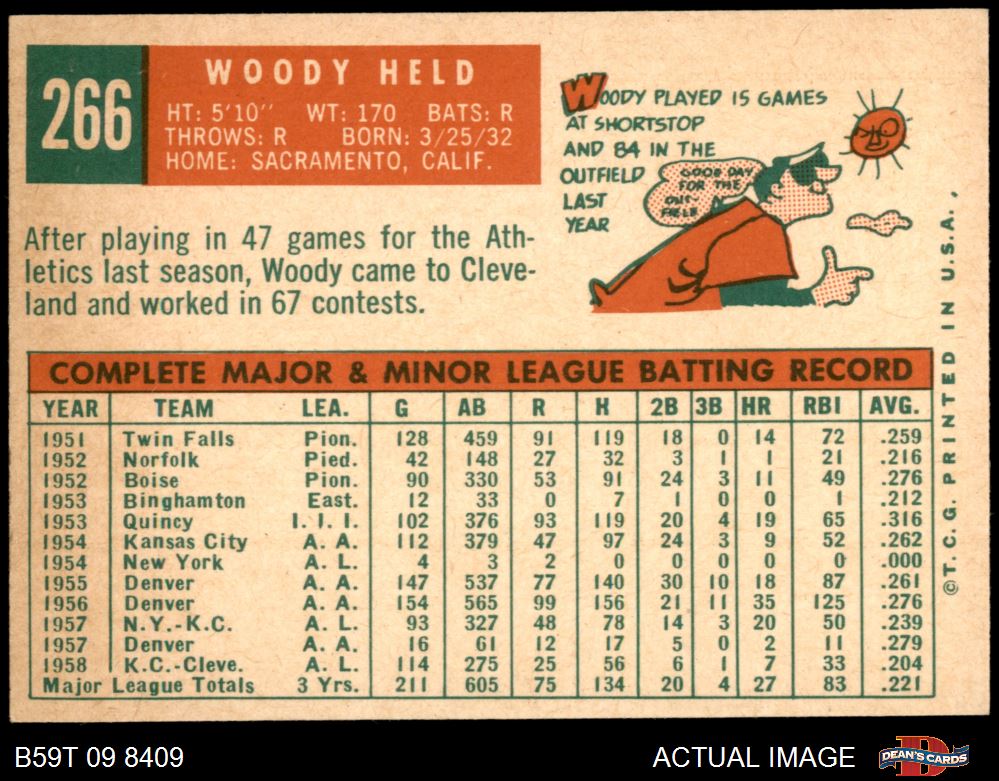 266
WOODY HELD
HT: 5'10" WT: 170 BATS: R
THROWS: R BORN: 3/25/32
HOME: SACRAMENTO, CALIF.
WOODY PLAYED 15 GAMES
AT SHORTSTOP
AND 84 IN THE
OUTFIELD
LAST
YEAR
GOOD DAY
FOR THE
OUT
FIELD
After playing in 47 games for the Ath-
letics last season, Woody came to Cleve-
land and worked in 67 contests.
COMPLETE MAJOR & MINOR LEAGUE BATTING RECORD
YEAR TEAM LEA. G AB R H 2B 3B HR RBI AVG.
1951 Twin Falls Pion. 128 459 91 119 18 0 14 72 .259
1952 Norfolk Pied. 42 148 27 32 3 1 1 21 .216
1952 Boise Pion. 90 330 53 91 24 3 11 49 .276
1953 Binghamton East. 12 33 0 7 1 0 0 1 .212
1953 Quincy I. I. I. 102 376 93 119 20 4 19 65 .316
1954 Kansas City A. A. 112 379 47 97 24 3 9 52 .262
1954 New York A. L. 4 3 2 0 0 0 0 0 .000
1955 Denver A. A. 147 537 77 140 30 10 18 87 .261
1956 Denver A. A. 154 565 99 156 21 11 35 125 .276
1957 N.Y.-K.C. A. L. 93 327 48 78 14 3 20 50 .239
1957 Denver A. A. 16 61 12 17 5 0 2 11 .279
1958 K.C.-Cleve. A. L. 114 275 25 56 6 1 7 33 .204
Major League Totals 3 Yrs. 211 605 75 134 20 4 27 83 .221
©T.C.G. PRINTED IN U.S.A.,
B59T 09 8409
ACTUAL IMAGE
DEAN'S CARDS